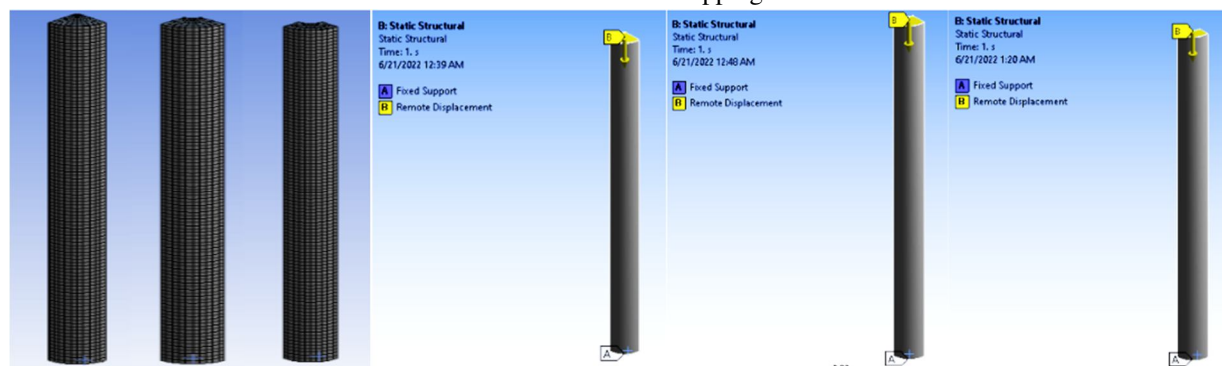 pping
B: Static Structural
Static Structural
Time: 1. s
6/21/2022 12:39 AM
A Fixed Support
B Remote Displacement
B
A
B: Static Structural
Static Structural
Time: 1. s
6/21/2022 12:48 AM
A Fixed Support
B Remote Displacement
B
A
B: Static Structural
Static Structural
Time: 1. s
6/21/2022 1:20 AM
A Fixed Support
B Remote Displacement
B
A